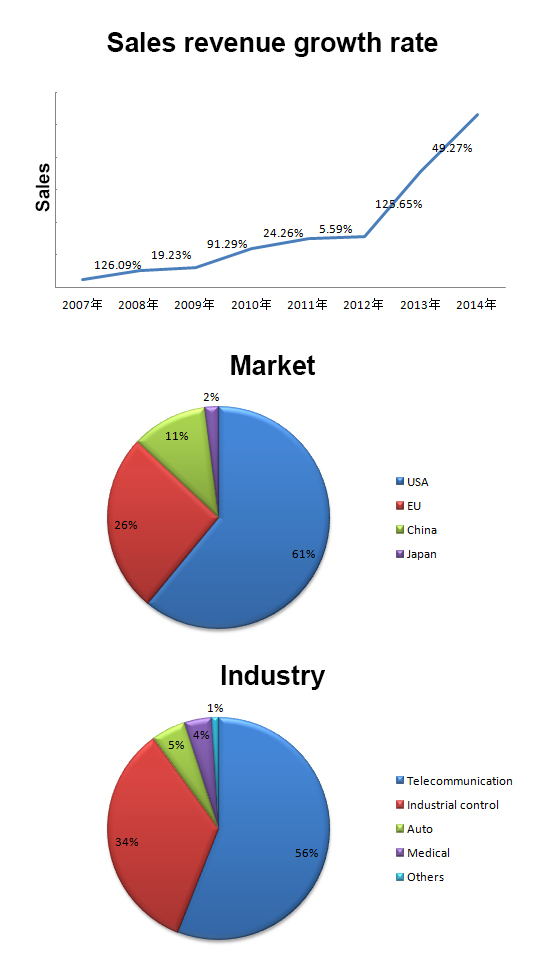 Sales revenue growth rate
Sales
126.09%
19.23%
91.29%
24.26%
5.59%
125.65%
49.27%
2007年 2008年 2009年 2010年 2011年 2012年 2013年 2014年
Market
2%
11%
26%
61%
USA
EU
China
Japan
Industry
1%
4%
5%
34%
56%
Telecommunication
Industrial control
Auto
Medical
Others